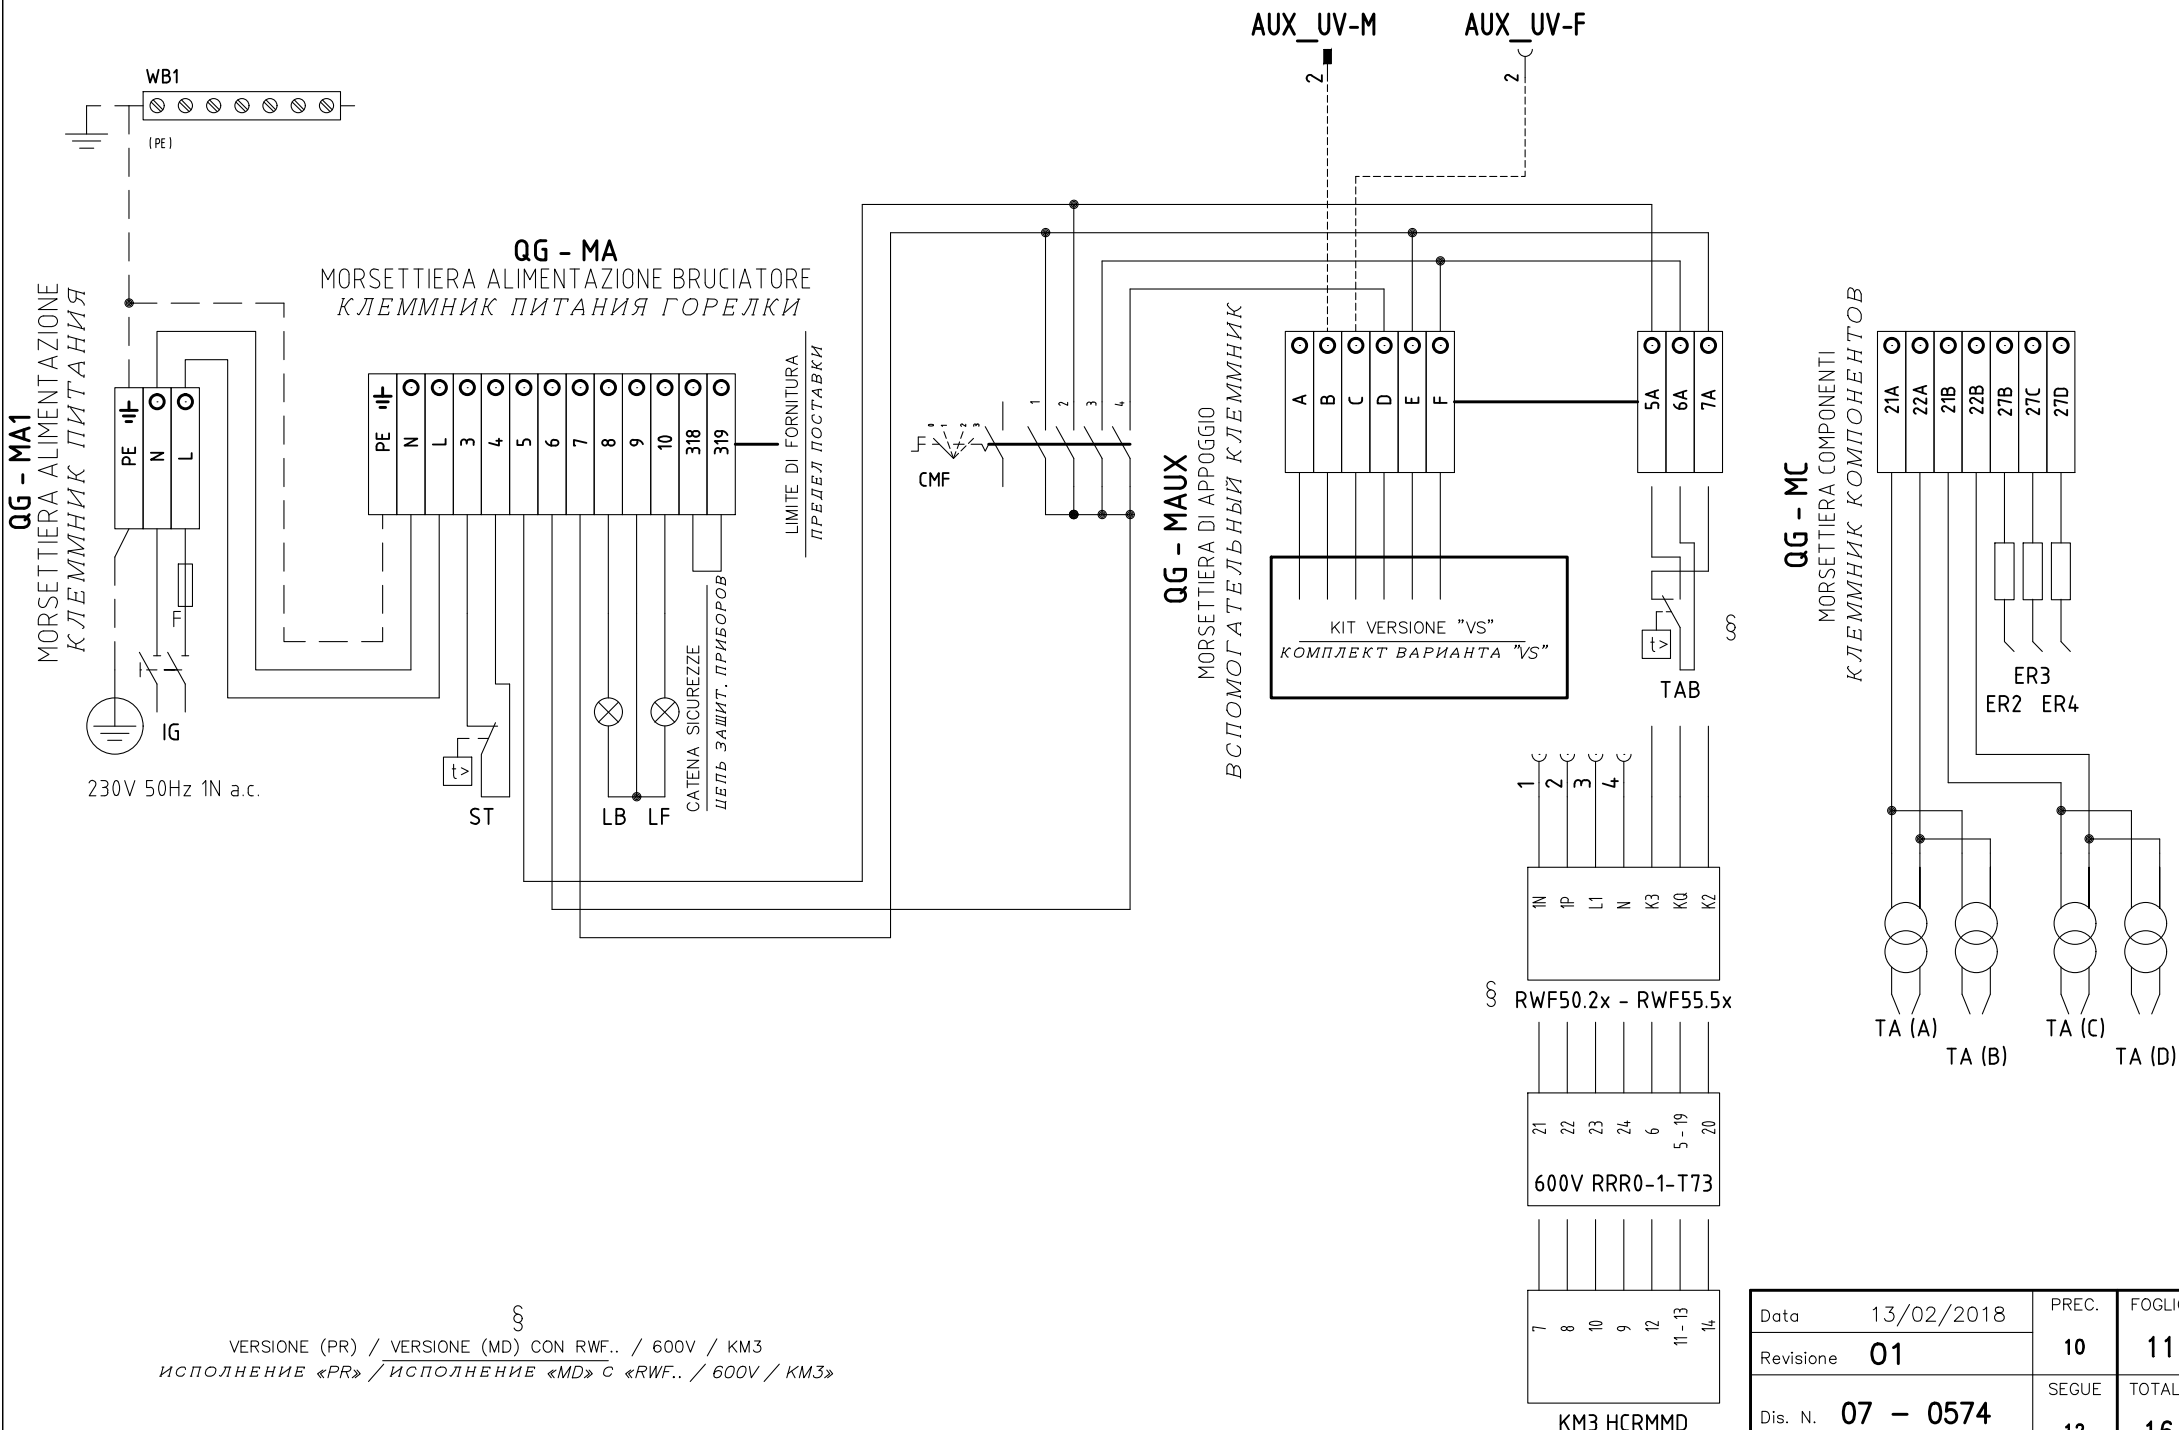 AUX_UV-M
AUX_UV-F
2
2
WB1
(PE)
QG - MA1
MORSETTIERA ALIMENTAZIONE
КЛЕММНИК ПИТАНИЯ
PE
N
L
F
IG
230V 50Hz 1N a.c.
QG - MA
MORSETTIERA ALIMENTAZIONE BRUCIATORE
КЛЕММНИК ПИТАНИЯ ГОРЕЛКИ
PE
N
L
3
4
5
6
7
8
9
10
318
319
LIMITE DI FORNITURA
ПРЕДЕЛ ПОСТАВКИ
t>
ST
LB
LF
CATENA SICUREZZE
ЦЕПЬ ЗАЩИТ. ПРИБОРОВ
0
1
2
3
CMF
1
2
3
4
QG - MAUX
MORSETTIERA DI APPOGGIO
ВСПОМОГАТЕЛЬНЫЙ КЛЕММНИК
A
B
C
D
E
F
KIT VERSIONE "VS"
КОМПЛЕКТ ВАРИАНТА "VS"
5A
6A
7A
t>
§
TAB
QG - MC
MORSETTIERA COMPONENTI
КЛЕММНИК КОМПОНЕНТОВ
21A
22A
21B
22B
27B
27C
27D
ER3
ER2 ER4
TA (A)
TA (B)
TA (C)
TA (D)
1
2
3
4
1N
1P
L1
N
K3
KQ
K2
§ RWF50.2x - RWF55.5x
21
22
23
24
6
5 - 19
20
600V RRR0-1-T73
7
8
10
9
12
11 - 13
14
KM3 HCRMMD
§
VERSIONE (PR) / VERSIONE (MD) CON RWF.. / 600V / KM3
ИСПОЛНЕНИЕ «PR» / ИСПОЛНЕНИЕ «MD» С «RWF.. / 600V / KM3»
Data 13/02/2018
PREC.
10
Revisione 01
11
SEGUE
Dis. N. 07 - 0574